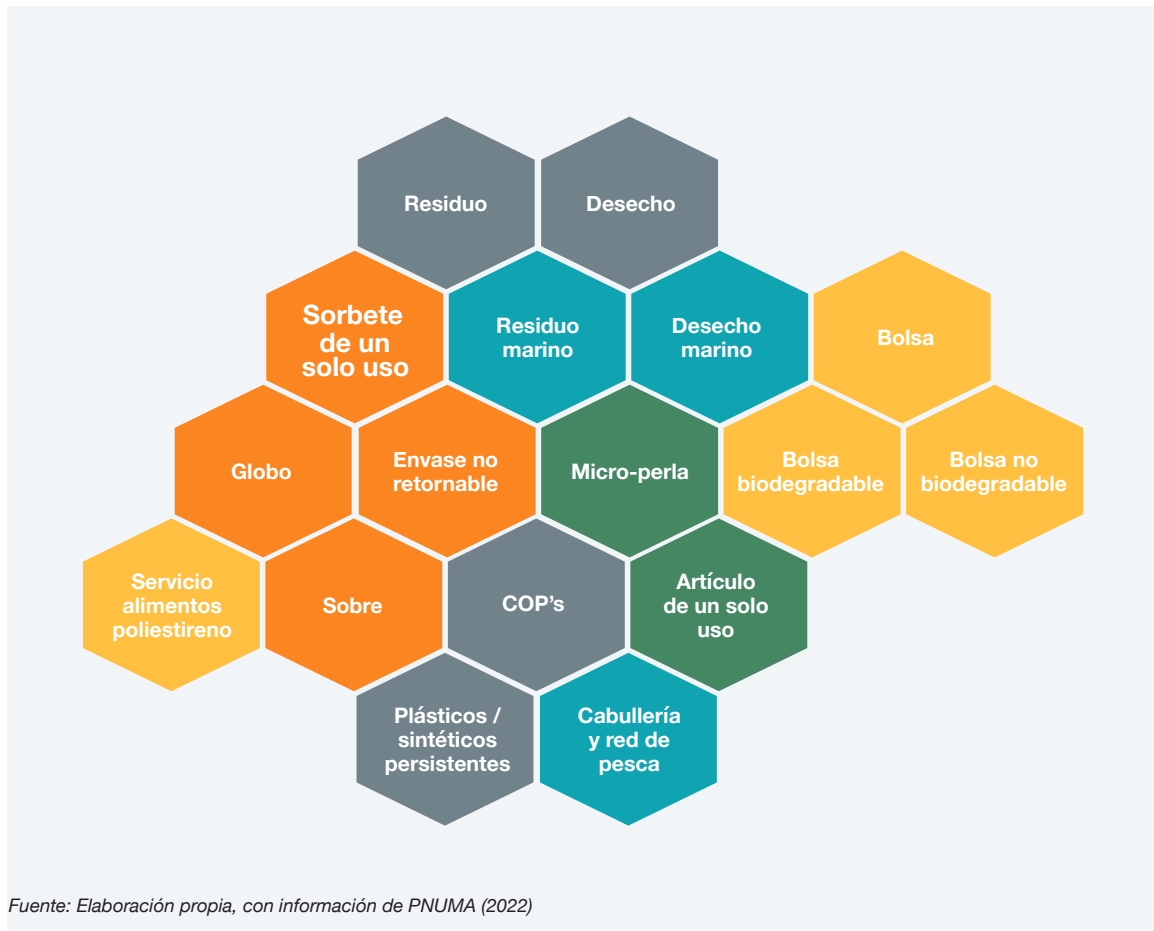 Residuo
Desecho
Sorbete
de un
solo uso
Residuo
marino
Desecho
marino
Bolsa
Globo
Envase no
retornable
Micro-perla
Bolsa
biodegradable
Bolsa no
biodegradable
Servicio
alimentos
poliestireno
Sobre
COP’s
Artículo
de un solo
uso
Plásticos /
sintéticos
persistentes
Cabullería
y red de
pesca
Fuente: Elaboración propia, con información de PNUMA (2022)